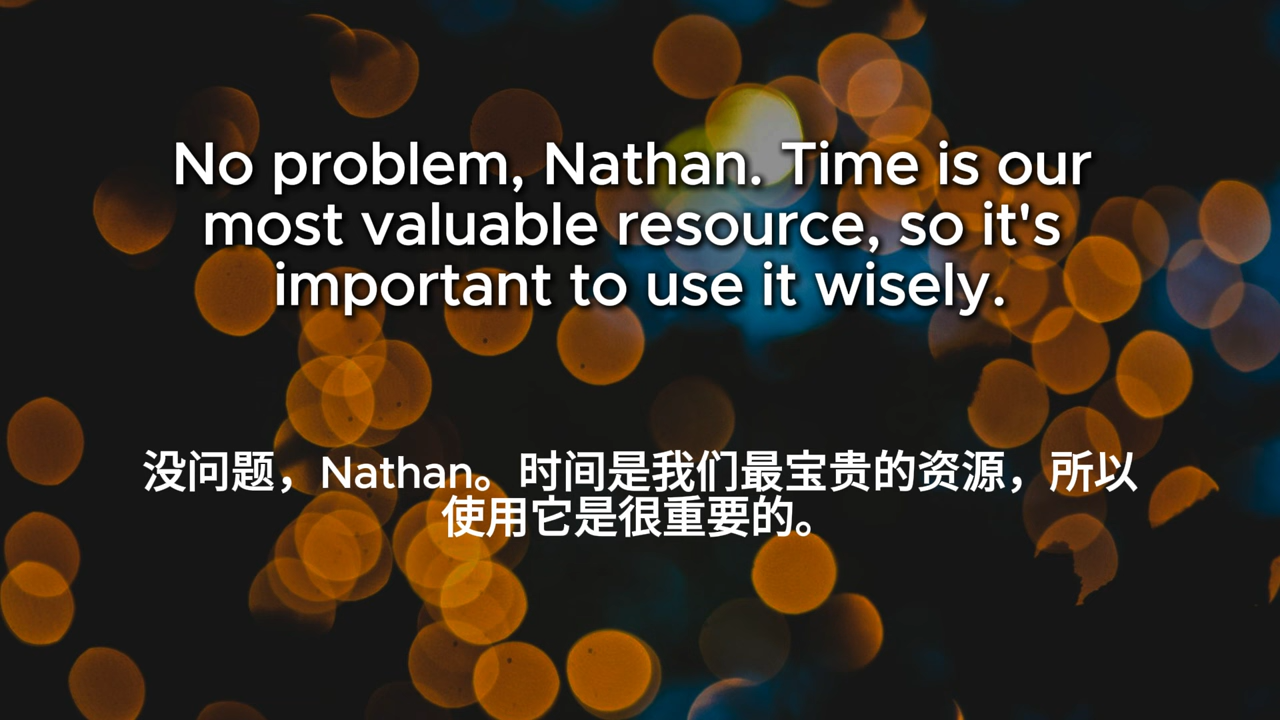 No problem, Nathan. Time is our
most valuable resource, so it's
important to use it wisely.
没问题，Nathan。时间是我们最宝贵的资源，所以
使用它是很重要的。